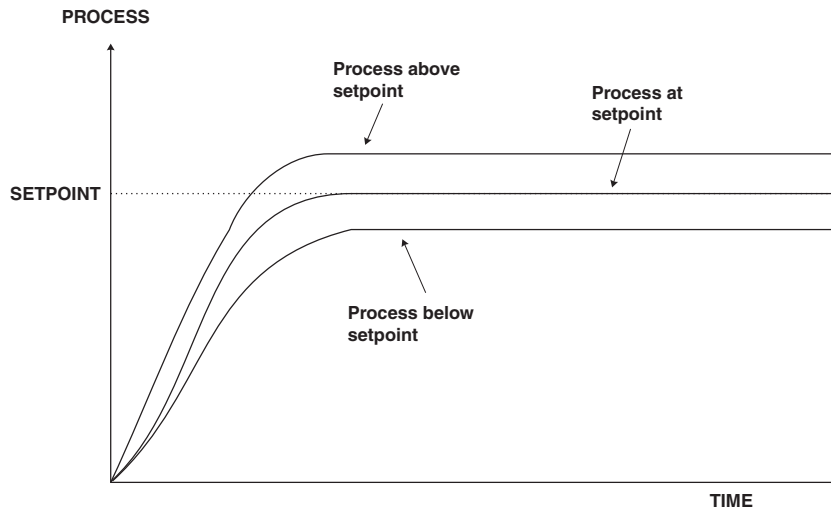 PROCESS
Process above
setpoint
Process at
setpoint
SETPOINT
Process below
setpoint
TIME